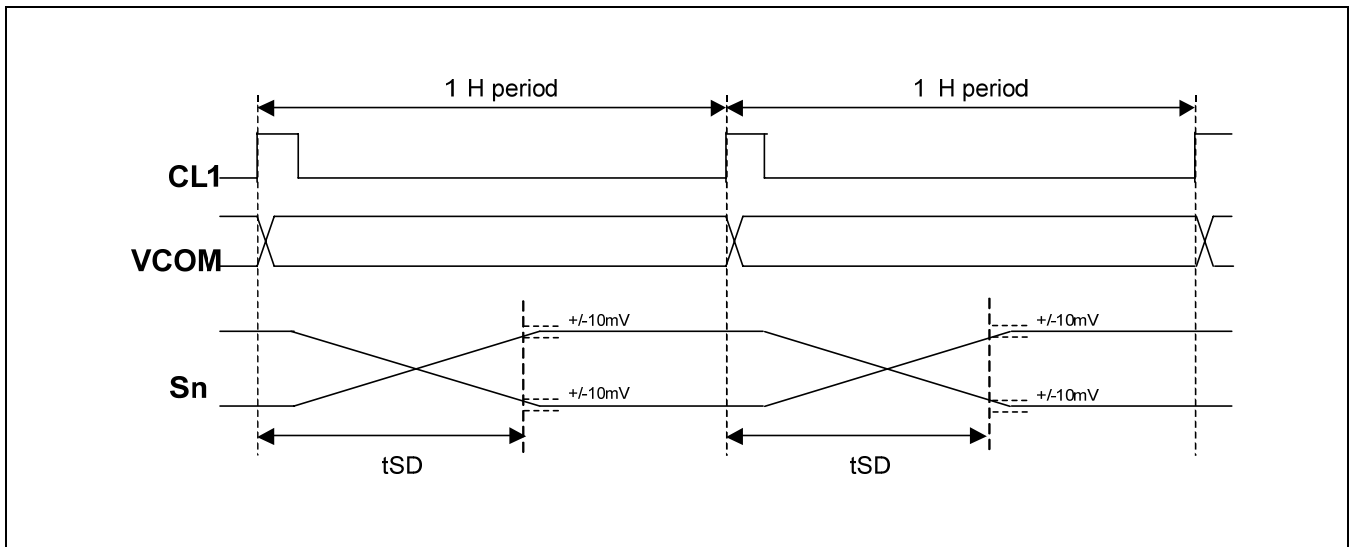 1 H period
1 H period
CL1
VCOM
+/-10mV
+/-10mV
Sn
+/-10mV
+/-10mV
tSD
tSD